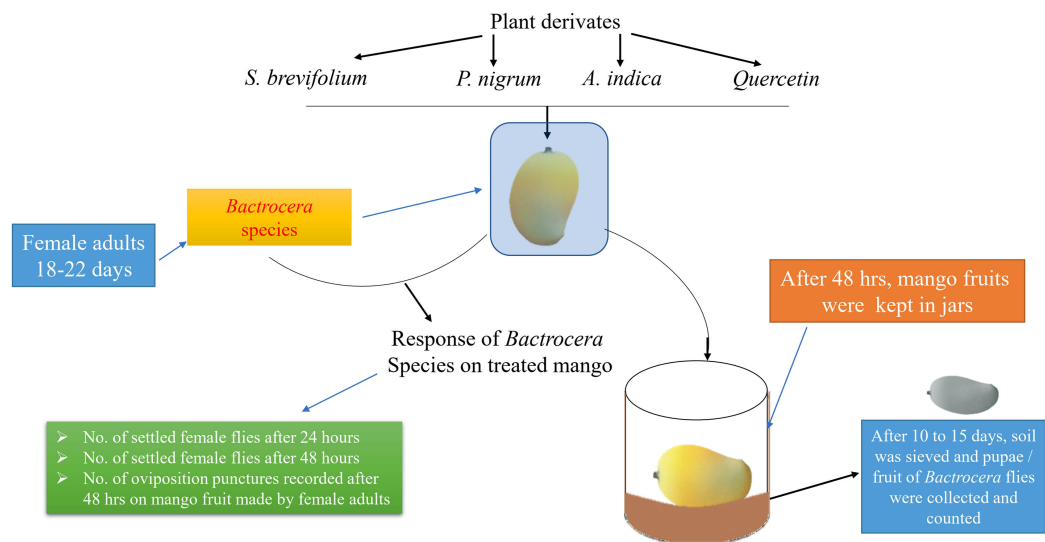 Plant derivates
S. brevifolium
P. nigrum
A. indica
Quercetin
Bactrocera
species
Female adults
18-22 days
After 48 hrs, mango fruits
were kept in jars
Response of Bactrocera
Species on treated mango
➢ No. of settled female flies after 24 hours
➢ No. of settled female flies after 48 hours
➢ No. of oviposition punctures recorded after
48 hrs on mango fruit made by female adults
After 10 to 15 days, soil
was sieved and pupae /
fruit of Bactrocera flies
were collected and
counted